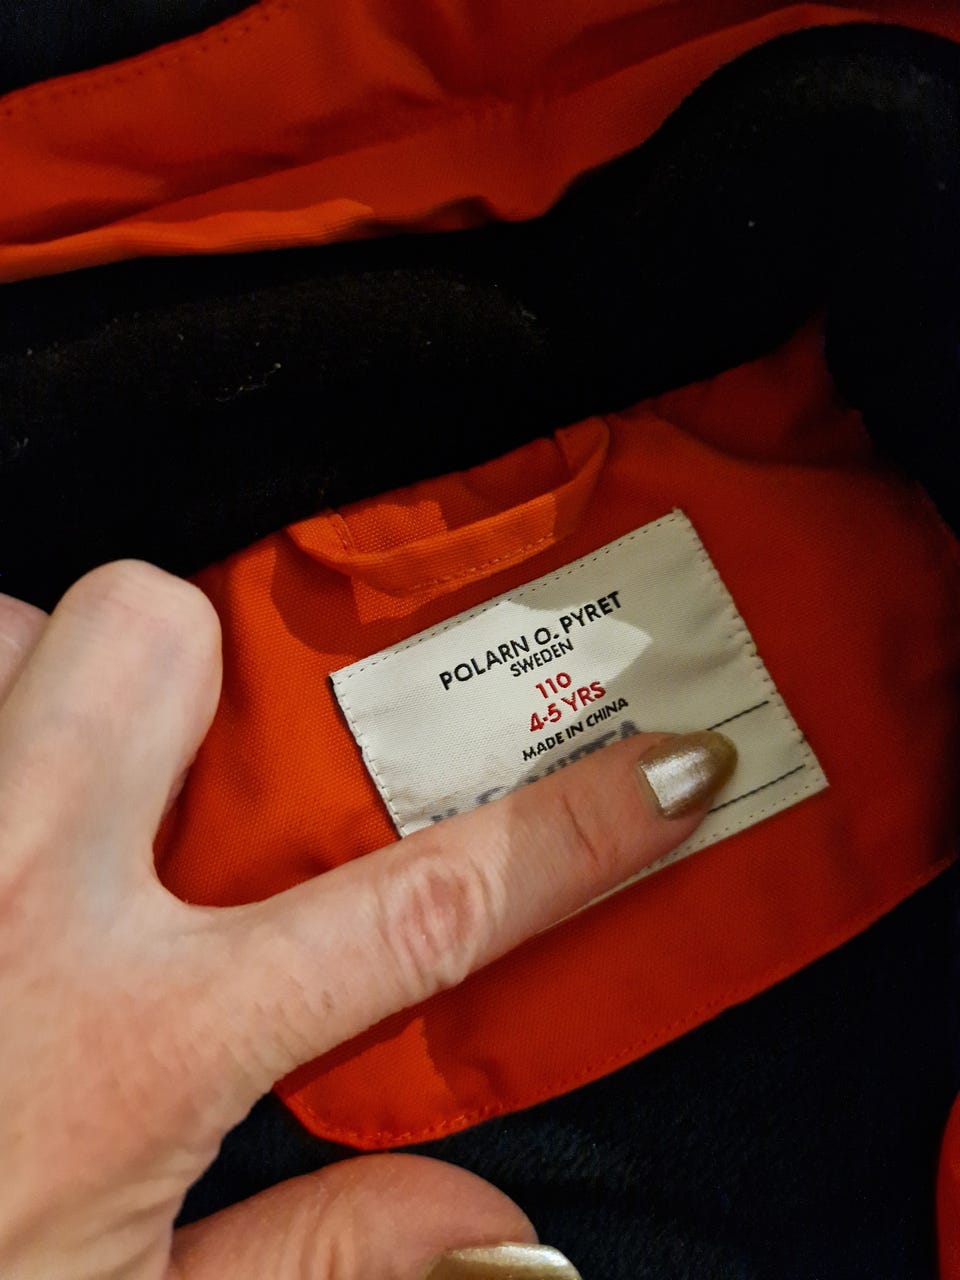 POLARN O. PYRET
SWEDEN
110
4-5 YRS
MADE IN CHINA